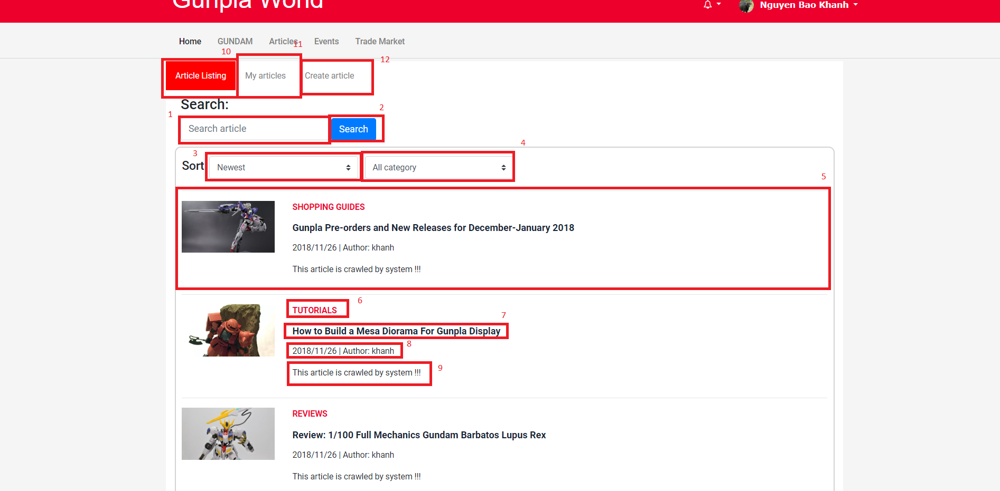 Gunpla World
Nguyen Bao Khanh
Home GUNDAM Articles Events Trade Market
10 11 12
Article Listing My articles Create article
Search:
1 2
Search article Search
3 4
Sort Newest All category
5
SHOPPING GUIDES
Gunpla Pre-orders and New Releases for December-January 2018
2018/11/26 | Author: khanh
This article is crawled by system !!!
6
TUTORIALS
7
How to Build a Mesa Diorama For Gunpla Display
8
2018/11/26 | Author: khanh
9
This article is crawled by system !!!
REVIEWS
Review: 1/100 Full Mechanics Gundam Barbatos Lupus Rex
2018/11/26 | Author: khanh
This article is crawled by system !!!